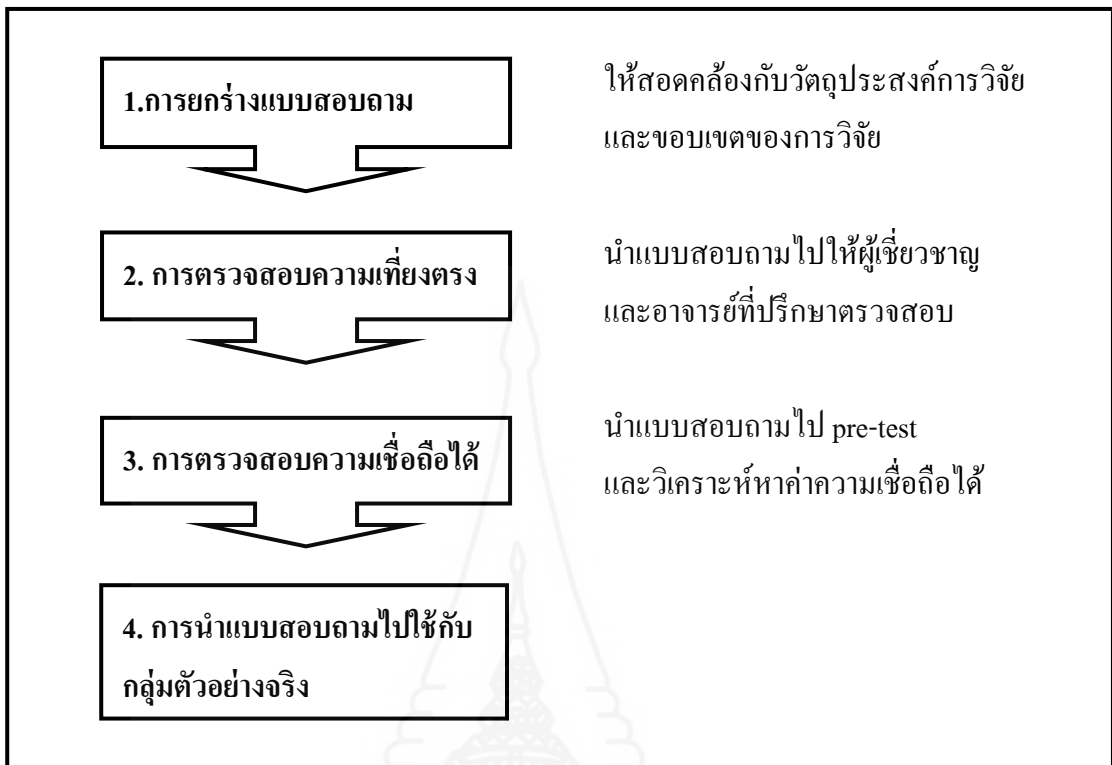 1.การยกร่างแบบสอบถาม
ให้สอดคล้องกับวัตถุประสงค์การวิจัย
และขอบเขตของการวิจัย
2. การตรวจสอบความเที่ยงตรง
นำแบบสอบถามไปให้ผู้เชี่ยวชาญ
และอาจารย์ที่ปรึกษาตรวจสอบ
3. การตรวจสอบความเชื่อถือได้
นำแบบสอบถามไป pre-test
และวิเคราะห์หาค่าความเชื่อถือได้
4. การนำแบบสอบถามไปใช้กับ
กลุ่มตัวอย่างจริง